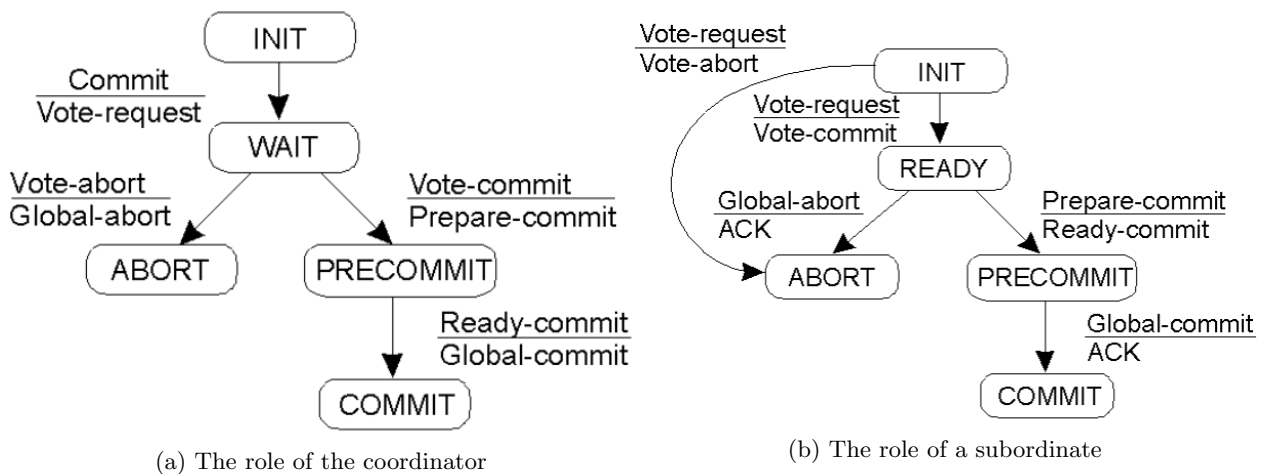 INIT
Commit
Vote-request
WAIT
Vote-abort
Global-abort
Vote-commit
Prepare-commit
ABORT
PRECOMMIT
Ready-commit
Global-commit
COMMIT
(a) The role of the coordinator
Vote-request
Vote-abort
INIT
Vote-request
Vote-commit
READY
Global-abort
ACK
Prepare-commit
Ready-commit
ABORT
PRECOMMIT
Global-commit
ACK
COMMIT
(b) The role of a subordinate